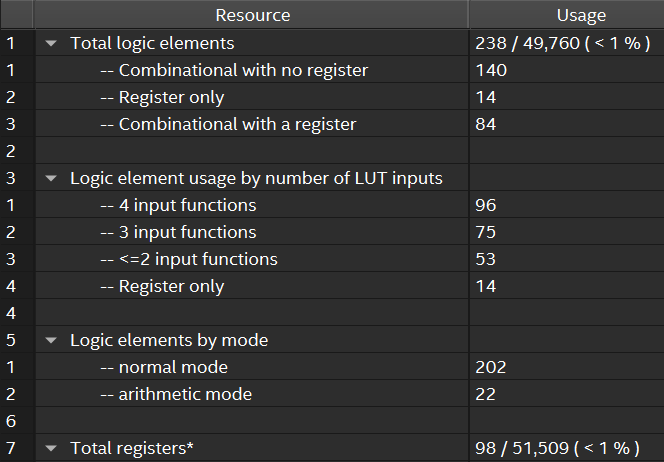 Resource Usage
1 Total logic elements 238 / 49,760 ( < 1 % )
1 -- Combinational with no register 140
2 -- Register only 14
3 -- Combinational with a register 84
2
3 Logic element usage by number of LUT inputs
1 -- 4 input functions 96
2 -- 3 input functions 75
3 -- <=2 input functions 53
4 -- Register only 14
4
5 Logic elements by mode
1 -- normal mode 202
2 -- arithmetic mode 22
6
7 Total registers* 98 / 51,509 ( < 1 % )